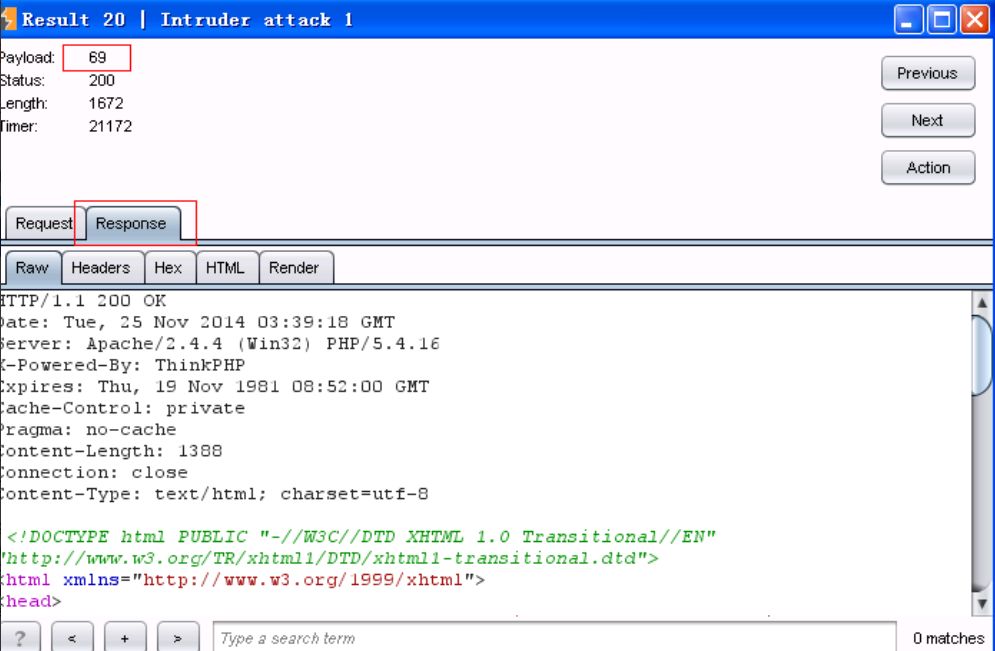 Result 20 | Intruder attack 1
Payload: 69
Status: 200
Length: 1672
Timer: 21172
Previous
Next
Action
Request Response
Raw Headers Hex HTML Render
HTTP/1.1 200 OK
Date: Tue, 25 Nov 2014 03:39:18 GMT
Server: Apache/2.4.4 (Win32) PHP/5.4.16
X-Powered-By: ThinkPHP
Expires: Thu, 19 Nov 1981 08:52:00 GMT
Cache-Control: private
Pragma: no-cache
Content-Length: 1388
Connection: close
Content-Type: text/html; charset=utf-8
<!DOCTYPE html PUBLIC "-//W3C//DTD XHTML 1.0 Transitional//EN"
"http://www.w3.org/TR/xhtml1/DTD/xhtml1-transitional.dtd">
<html xmlns="http://www.w3.org/1999/xhtml">
<head>
? < + > Type a search term 0 matches